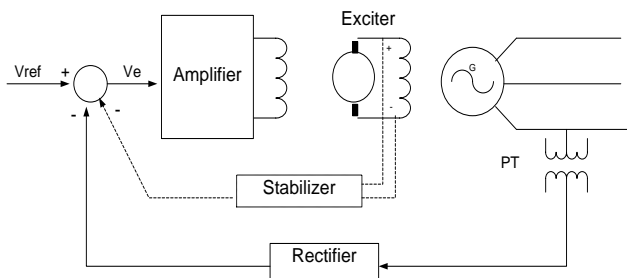 Exciter
Vref
+
Ve
Amplifier
+
G
-
-
-
PT
Stabilizer
Rectifier